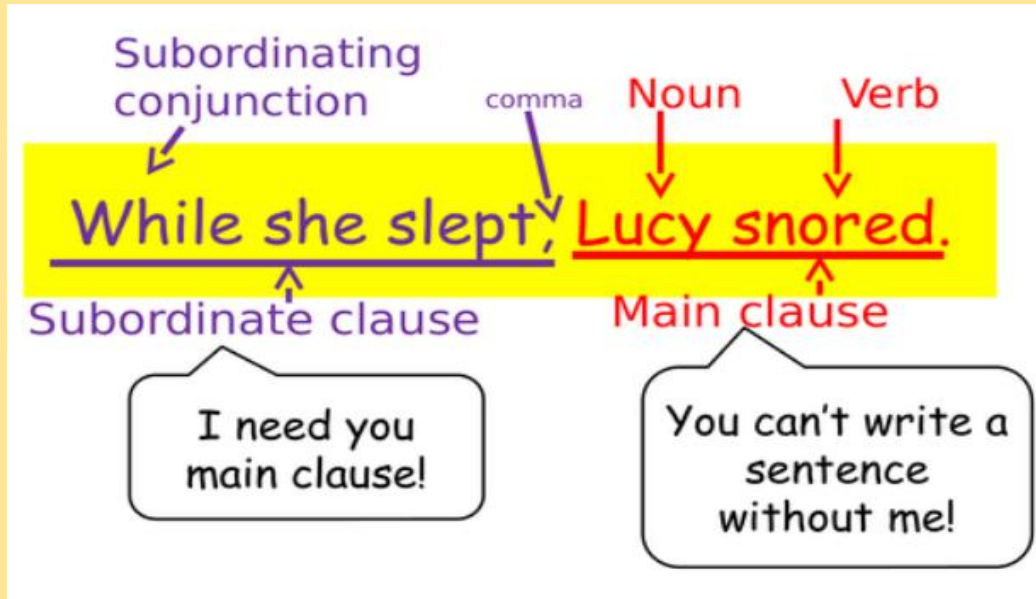 Subordinating
conjunction
comma
Noun
Verb
While she slept, Lucy snored.
Subordinate clause
Main clause
I need you
main clause!
You can't write a
sentence
without me!